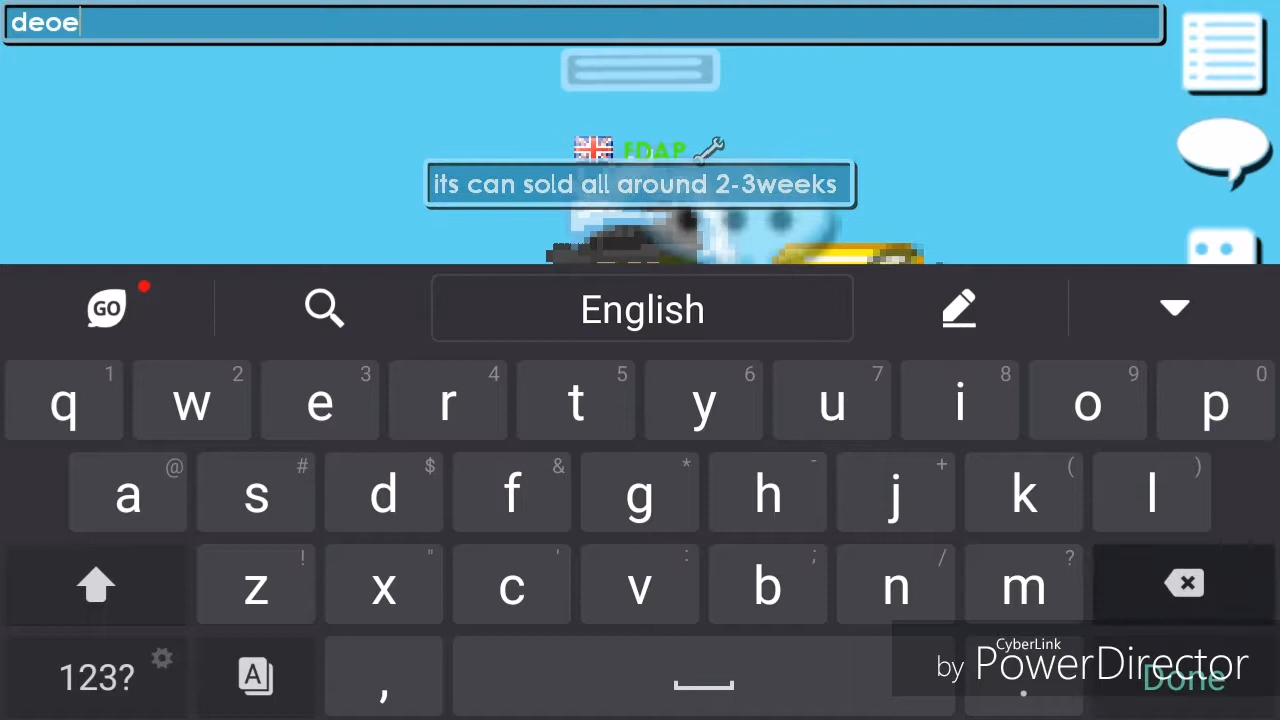 deoe
FDAP
its can sold all around 2-3weeks
GO
English
1 2 3 4 5 6 7 8 9 0
q w e r t y u i o p
@ # $ & * - + ( )
a s d f g h j k l
! " ' : ; / ?
z x c v b n m
123? A , .
Done
CyberLink
by PowerDirector